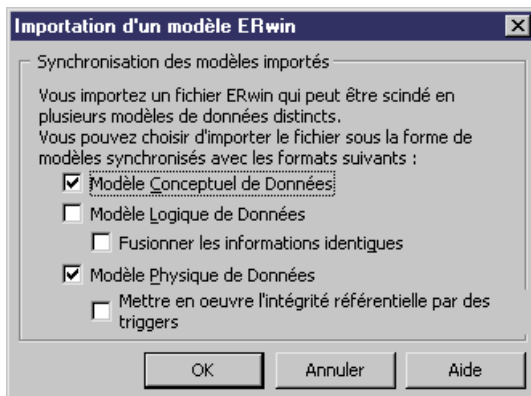 Importation d'un modèle ERwin
Synchronisation des modèles importés
Vous importez un fichier ERwin qui peut être scindé en
plusieurs modèles de données distincts.
Vous pouvez choisir d'importer le fichier sous la forme de
modèles synchronisés avec les formats suivants :
Modèle Conceptuel de Données
Modèle Logique de Données
Fusionner les informations identiques
Modèle Physique de Données
Mettre en oeuvre l'intégrité référentielle par des
triggers
OK
Annuler
Aide